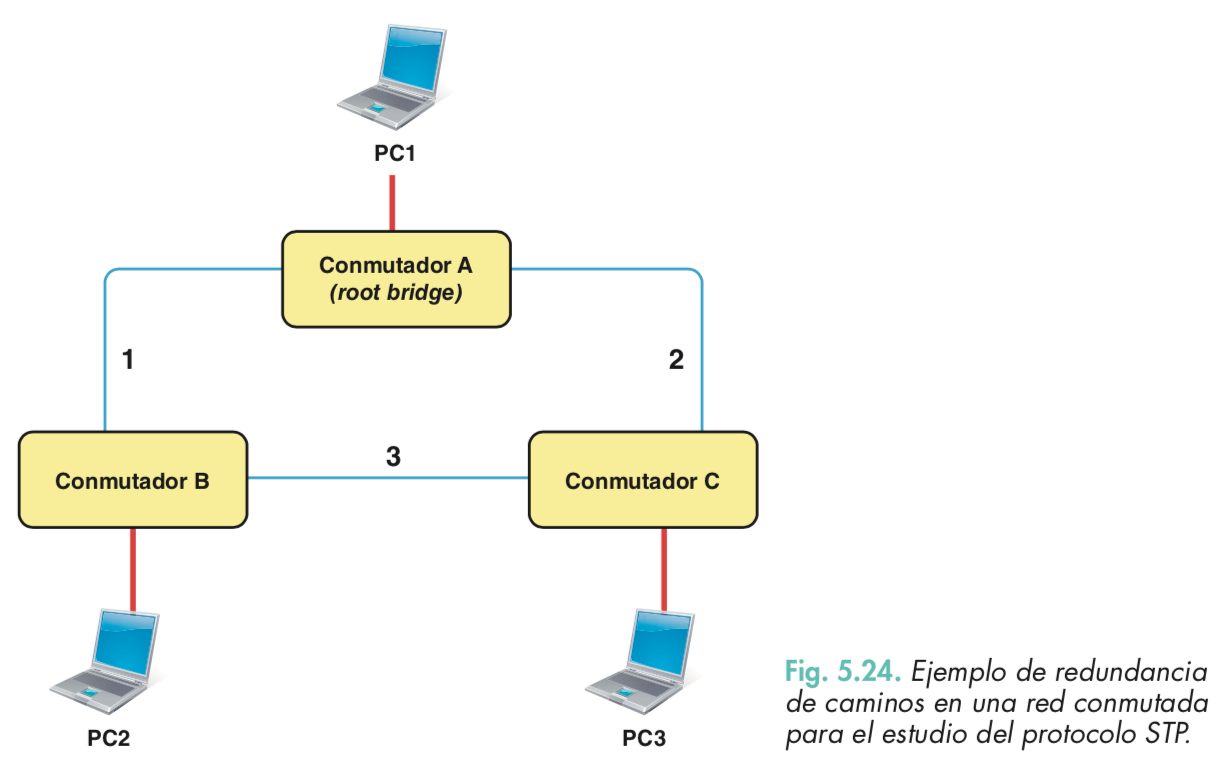 PC1
Conmutador A
(root bridge)
1
2
3
Conmutador B
Conmutador C
PC2
PC3
Fig. 5.24. Ejemplo de redundancia
de caminos en una red conmutada
para el estudio del protocolo STP.